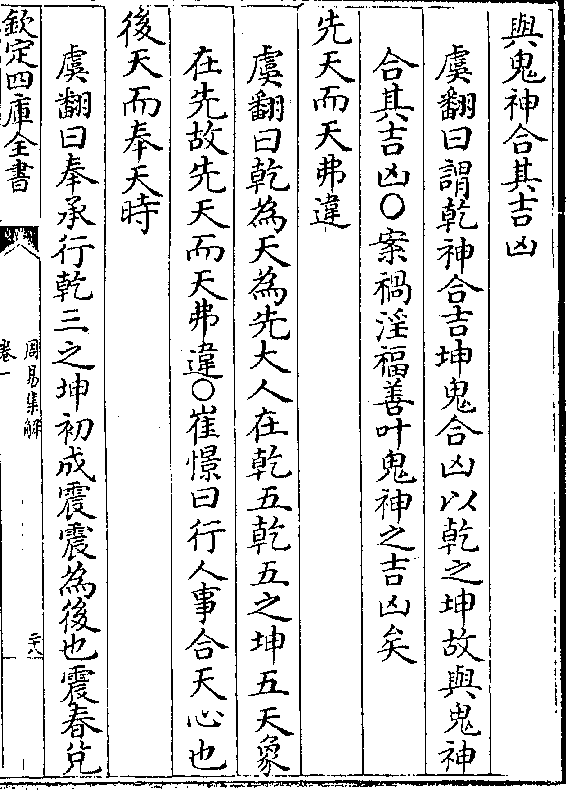 與鬼神合其吉凶
虞翻曰謂乾神合吉坤鬼合凶以乾之坤故與鬼神
合其吉凶○案禍淫福善叶鬼神之吉凶矣
先天而天弗違
虞翻曰乾為天為先大人在乾五乾五之坤五天象
在先故先天而天弗違○崔憬曰行人事合天心也
後天而奉天時
虞翻曰奉承行乾三之坤初成震震為後也震春兌
欽定四庫全書
周易集解
卷一
二十八